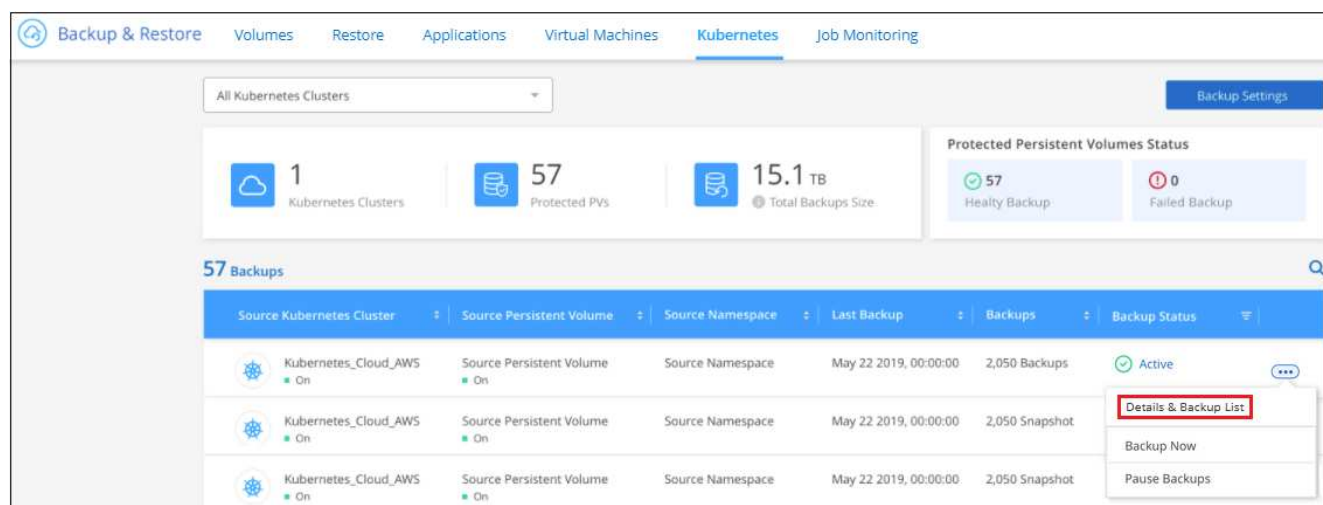 Backup & Restore Volumes Restore Applications Virtual Machines Kubernetes Job Monitoring
All Kubernetes Clusters Backup Settings
Protected Persistent Volumes Status
1 57 15.1 TB 57 0
Kubernetes Clusters Protected PVs Total Backups Size Healty Backup Failed Backup
57 Backups
Source Kubernetes Cluster Source Persistent Volume Source Namespace Last Backup Backups Backup Status
Kubernetes_Cloud_AWS Source Persistent Volume Source Namespace May 22 2019, 00:00:00 2,050 Backups Active
On On
Details & Backup List
Kubernetes_Cloud_AWS Source Persistent Volume Source Namespace May 22 2019, 00:00:00 2,050 Snapshot
On On
Backup Now
Kubernetes_Cloud_AWS Source Persistent Volume Source Namespace May 22 2019, 00:00:00 2,050 Snapshot Pause Backups
On On